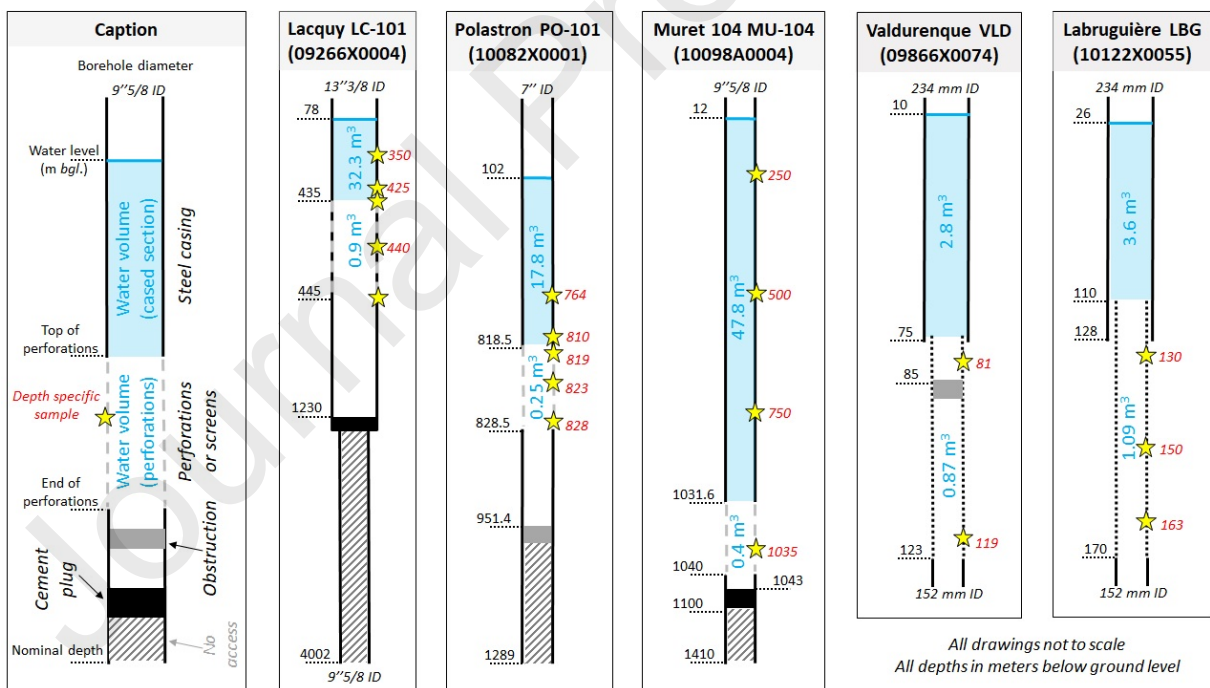 Caption
Borehole diameter
9’’5/8 ID
Water level
(m bgl.)
Water volume
(cased section)
Steel casing
Top of
perforations
Depth specific
sample
Water volume
(perforations)
Perforations
or screens
End of
perforations
Obstruction
Cement
plug
No
access
Nominal depth
Lacquy LC-101
(09266X0004)
13’’3/8 ID
78
32.3 m³
350
425
435
0.9 m³
440
445
1230
4002
9’’5/8 ID
Polastron PO-101
(10082X0001)
7’’ ID
102
17.8 m³
764
810
818.5
819
0.25 m³
823
828
828.5
951.4
1289
Muret 104 MU-104
(10098A0004)
9’’5/8 ID
12
250
47.8 m³
500
750
1031.6
0.4 m³
1035
1040
1043
1100
1410
Valdurenque VLD
(09866X0074)
234 mm ID
10
2.8 m³
75
81
85
0.87 m³
119
123
152 mm ID
Labruguière LBG
(10122X0055)
234 mm ID
26
3.6 m³
110
128
130
1.09 m³
150
163
170
152 mm ID
All drawings not to scale
All depths in meters below ground level
Journal Pr